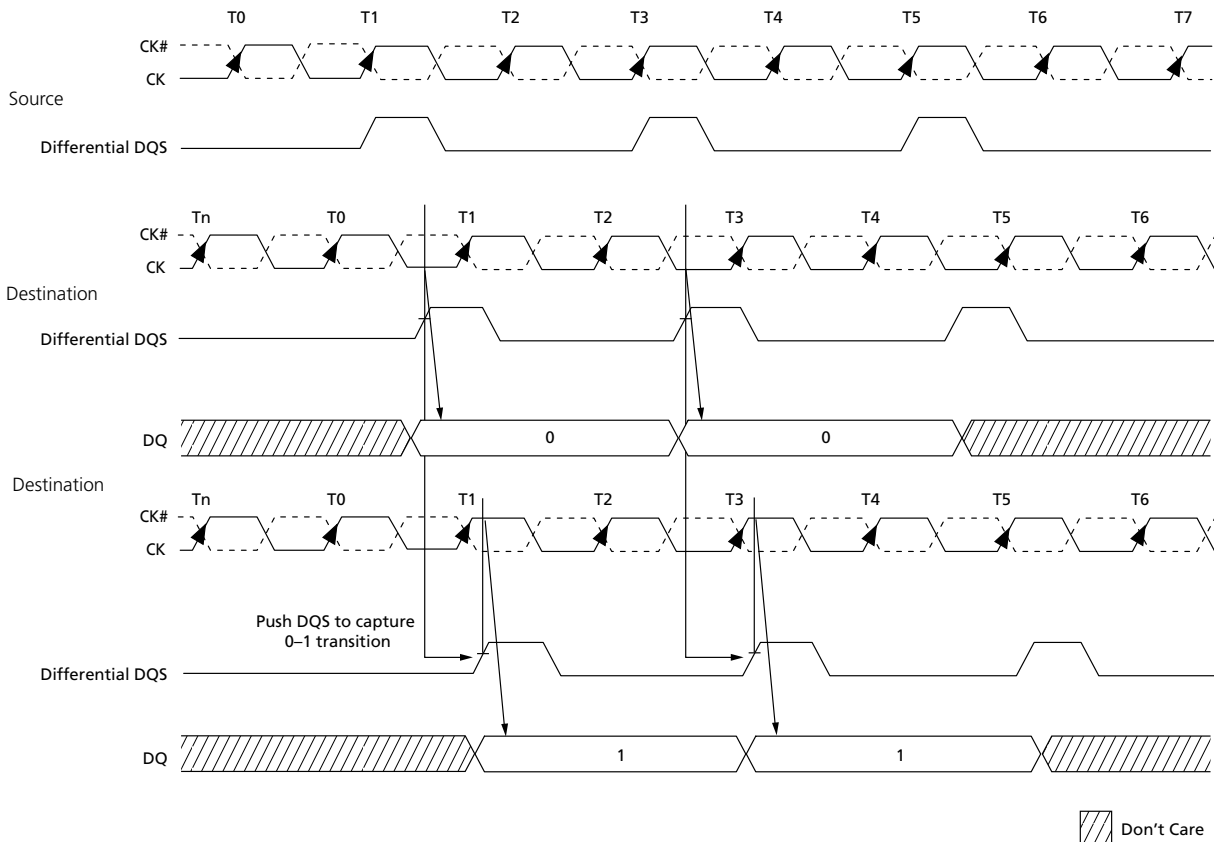 T0 T1 T2 T3 T4 T5 T6 T7
CK#
CK
Source
Differential DQS
Tn T0 T1 T2 T3 T4 T5 T6
CK#
CK
Destination
Differential DQS
DQ 0 0
Destination
Tn T0 T1 T2 T3 T4 T5 T6
CK#
CK
Push DQS to capture
0–1 transition
Differential DQS
DQ 1 1
Don't Care